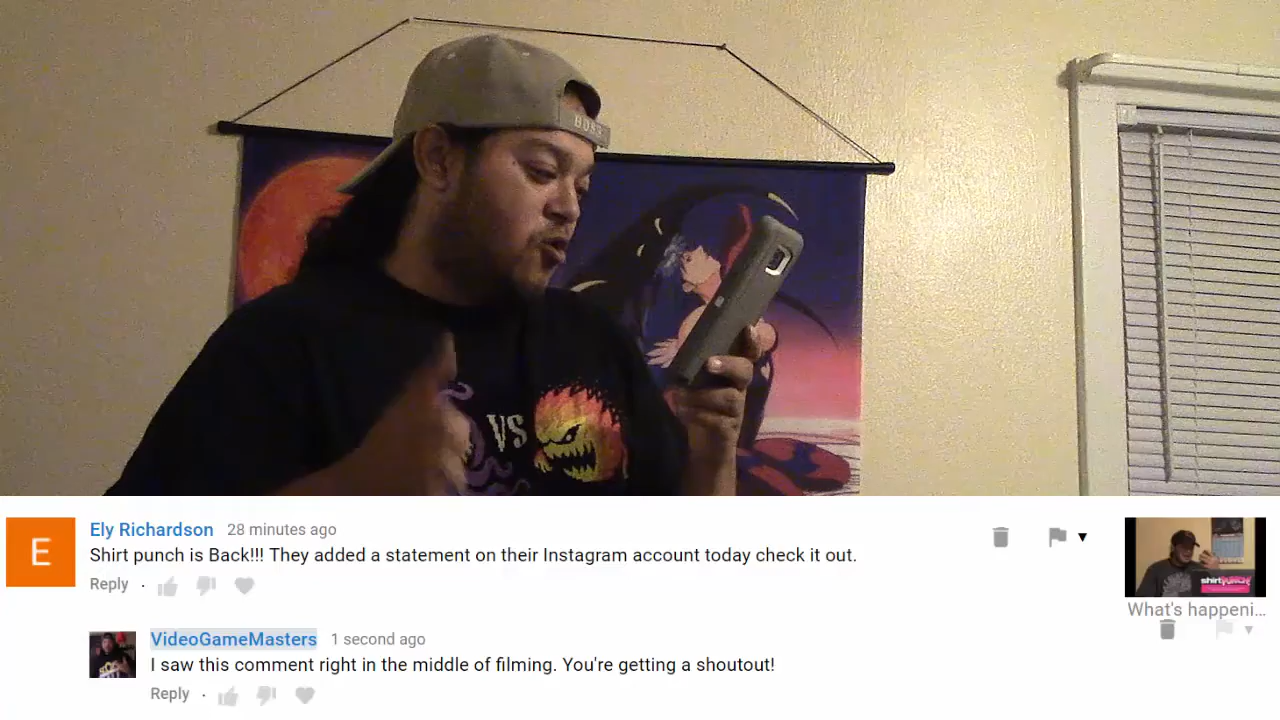 BOSS
VS
Ely Richardson 28 minutes ago
Shirt punch is Back!!! They added a statement on their Instagram account today check it out.
Reply ·
shirtPUNCH
What's happeni...
VideoGameMasters 1 second ago
I saw this comment right in the middle of filming. You're getting a shoutout!
Reply ·
E